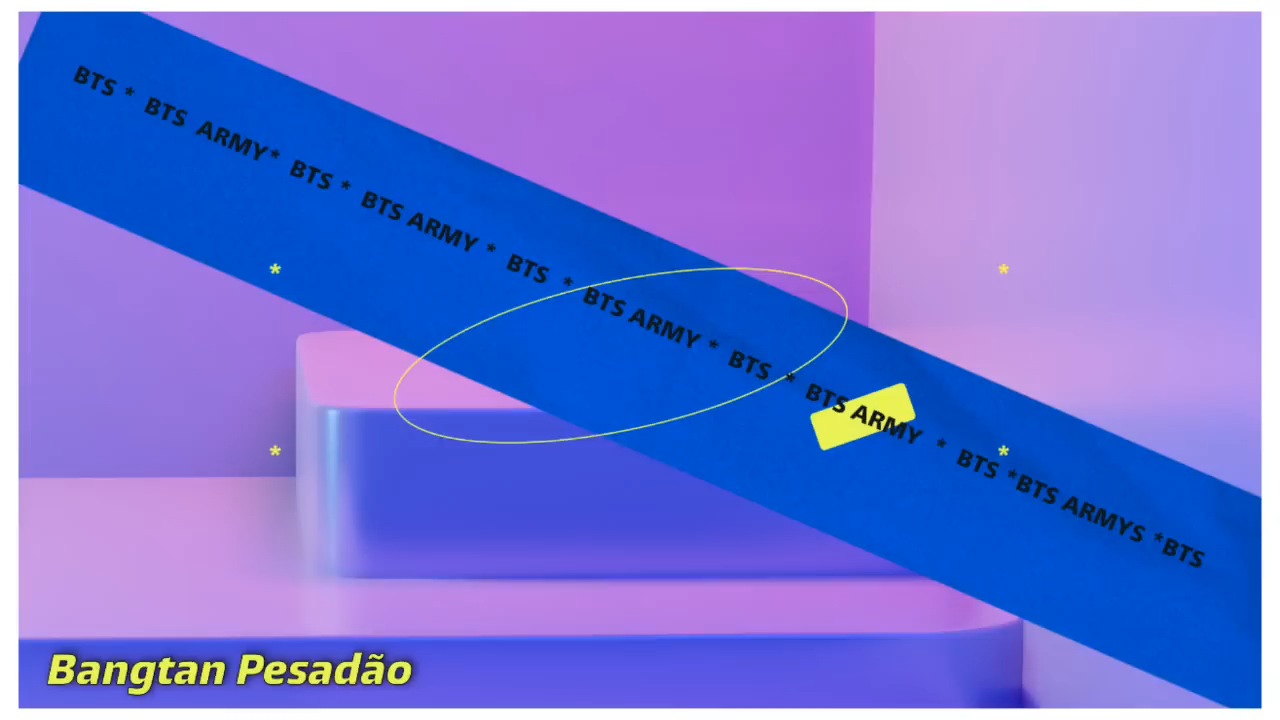 BTS * BTS ARMY* BTS * BTS ARMY * BTS * BTS ARMY * BTS * BTS ARMY * BTS *BTS ARMYS *BTS
* *
* *
Bangtan Pesadão